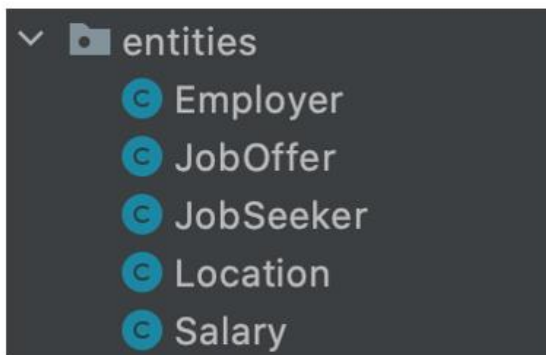 entities
C Employer
C JobOffer
C JobSeeker
C Location
C Salary